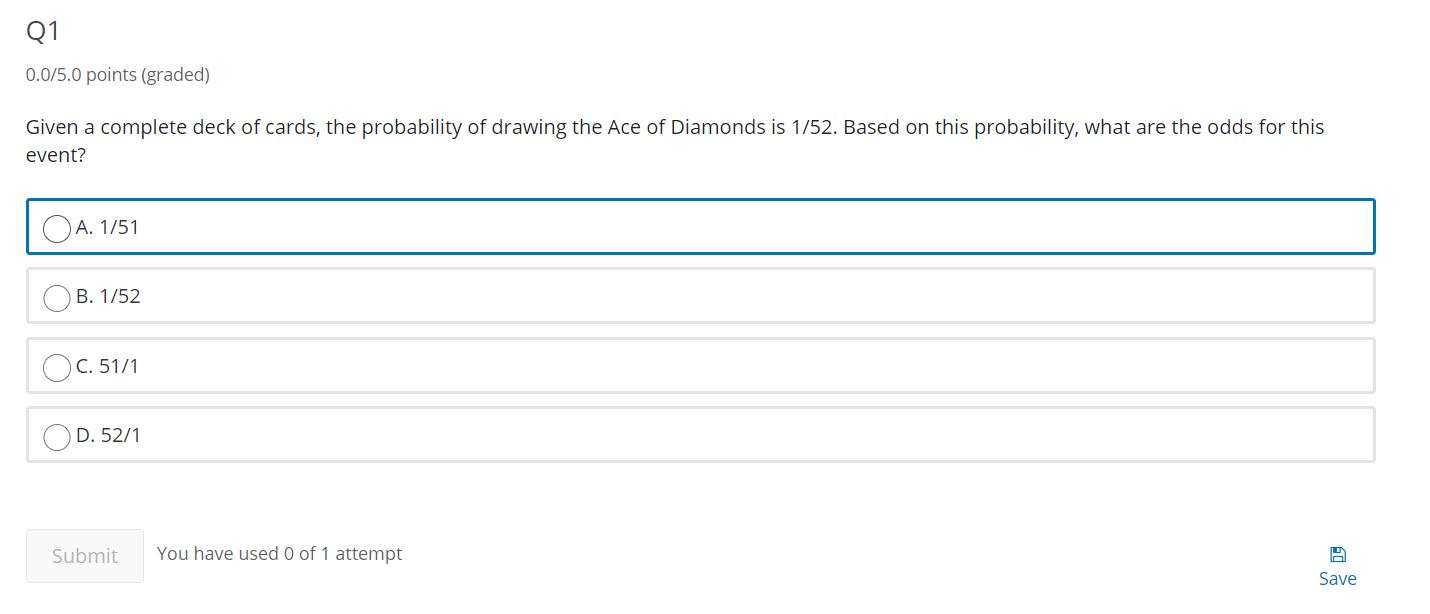 Q1
0.0/5.0 points (graded)
Given a complete deck of cards, the probability of drawing the Ace of Diamonds is 1/52. Based on this probability, what are the odds for this
event?
A. 1/51
B. 1/52
C. 51/1
D. 52/1
Submit You have used 0 of 1 attempt
Save